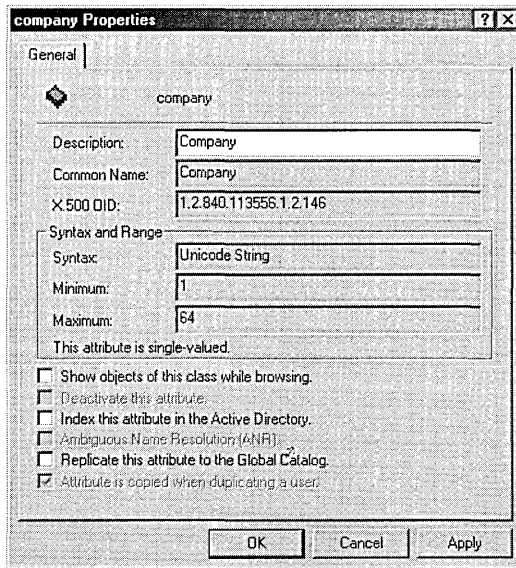 company Properties
General
company
Description: Company
Common Name: Company
X.500 OID: 1.2.840.113556.1.2.146
Syntax and Range
Syntax: Unicode String
Minimum: 1
Maximum: 64
This attribute is single-valued.
Show objects of this class while browsing.
Deactivate this attribute.
Index this attribute in the Active Directory.
Ambiguous Name Resolution (ANR).
Replicate this attribute to the Global Catalog.
Attribute is copied when duplicating a user.
OK Cancel Apply